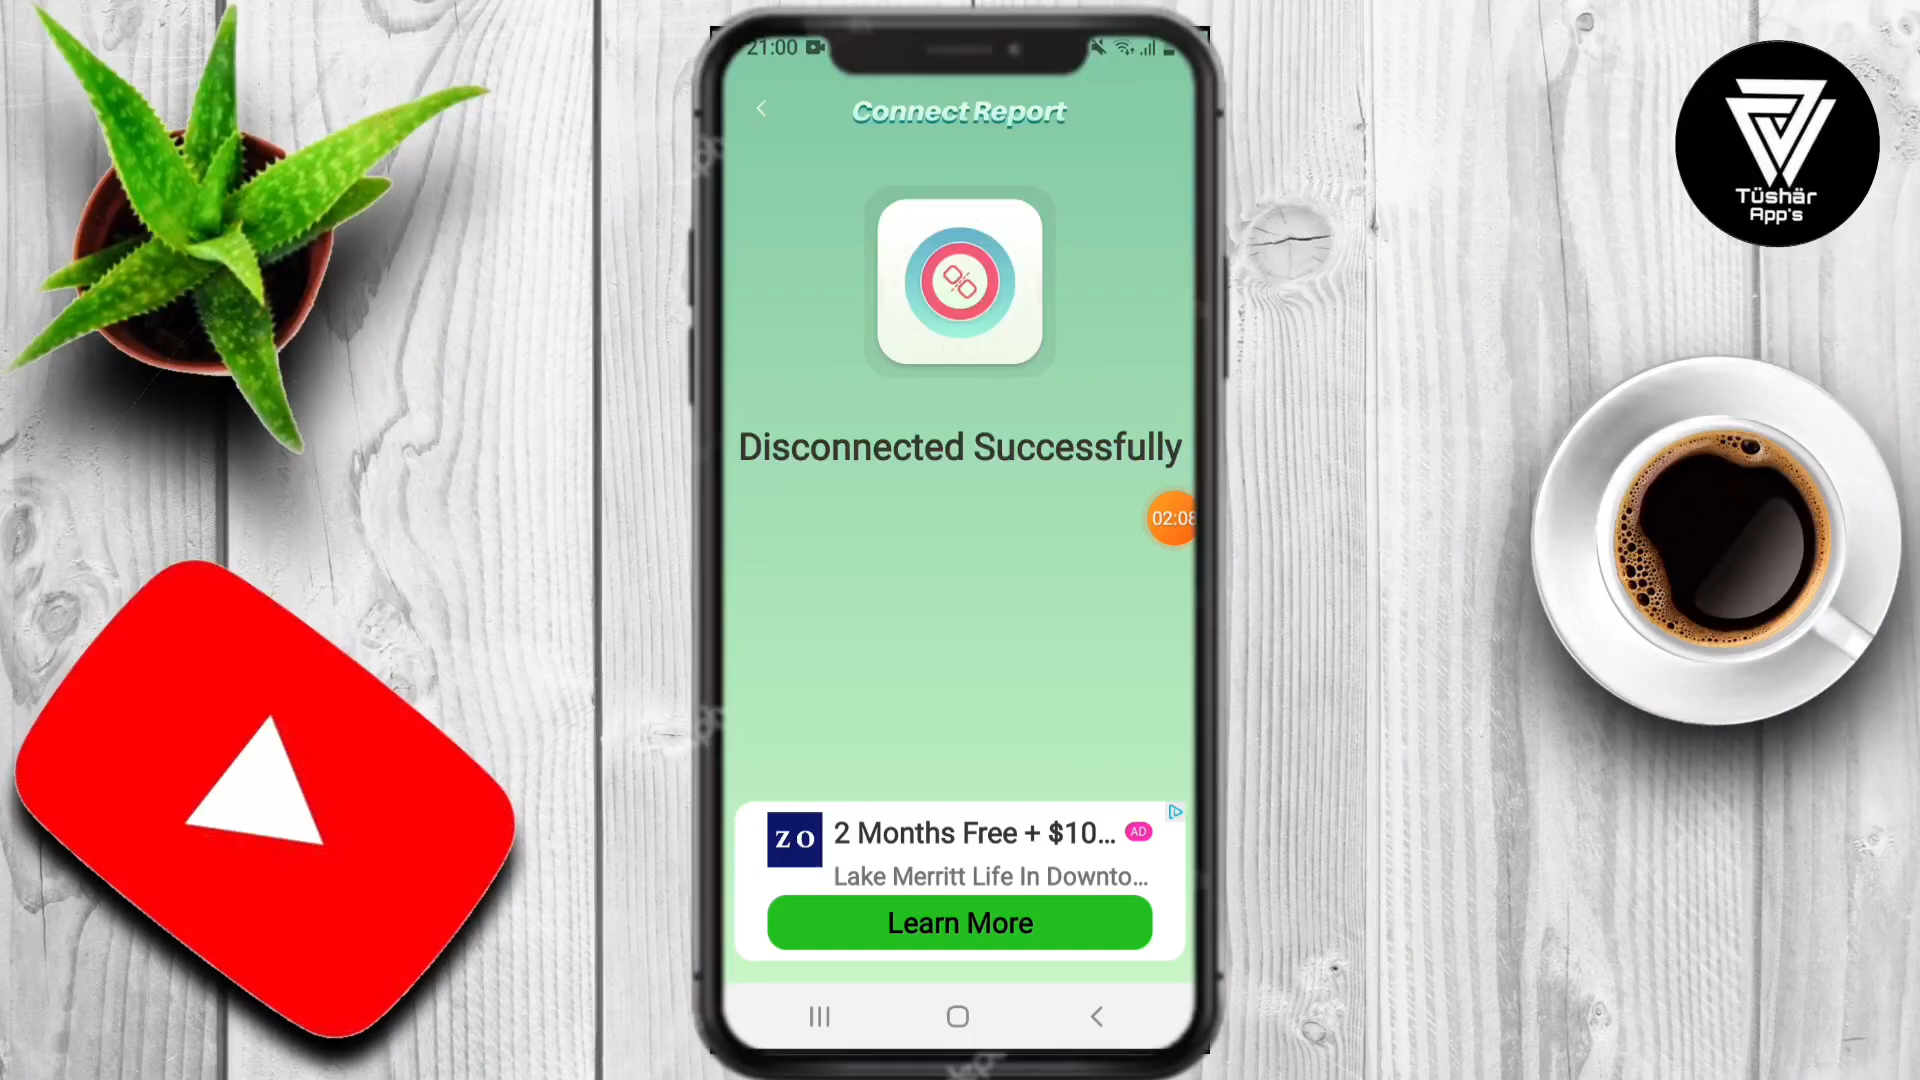 21:00
Connect Report
Disconnected Successfully
02:08
ZO
2 Months Free + $10...
AD
Lake Merritt Life In Downto...
Learn More
Tüshär
App's